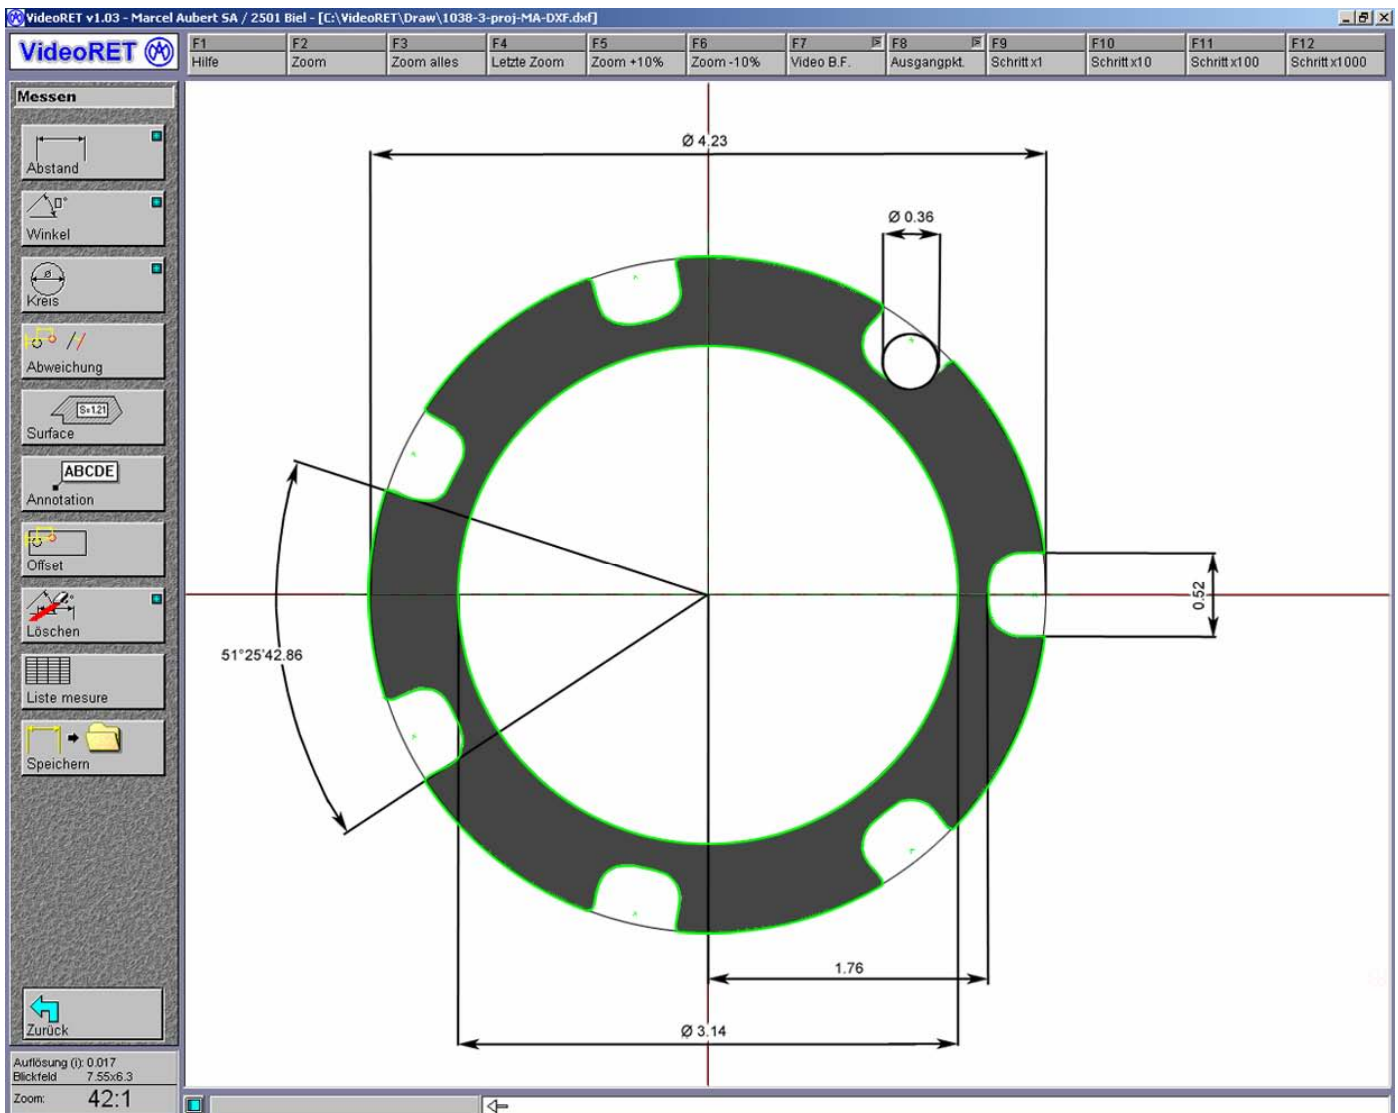 VideoRET v1.03 - Marcel Aubert SA / 2501 Biel - [C:\VideoRET\Draw\1038-3-proj-MA-DXF.dxf]
VideoRET
F1 F2 F3 F4 F5 F6 F7 F8 F9 F10 F11 F12
Hilfe Zoom Zoom alles Letzte Zoom Zoom +10% Zoom -10% Video B.F. Ausgangpkt. Schritt x1 Schritt x10 Schritt x100 Schritt x1000
Messen
Abstand
Winkel
Kreis
Abweichung
S=1.21
Surface
ABCDE
Annotation
Offset
Löschen
Liste mesure
Speichern
Zurück
Auflösung (i): 0.017
Blickfeld 7.55x6.3
Zoom: 42:1
Ø 4.23
Ø 0.36
0.52
51°25'42.86
1.76
Ø 3.14